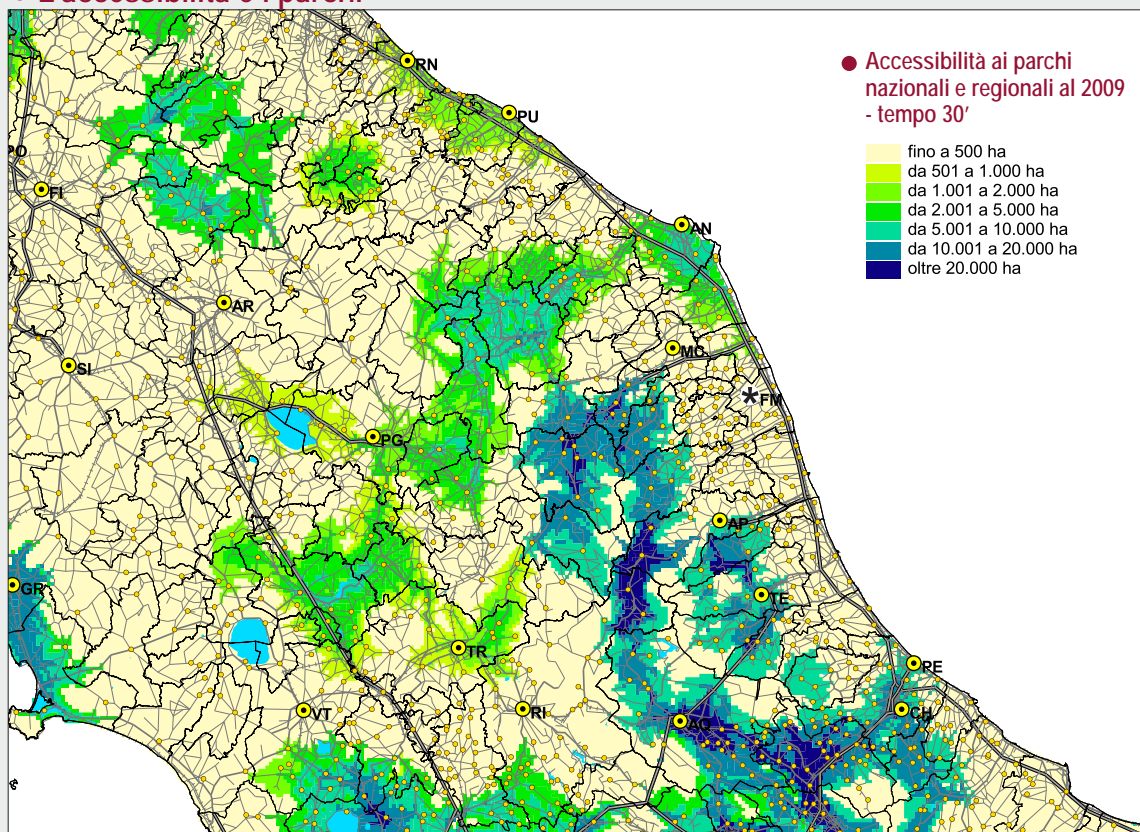 Accessibilità ai parchi
nazionali e regionali al 2009
- tempo 30'
fino a 500 ha
da 501 a 1.000 ha
da 1.001 a 2.000 ha
da 2.001 a 5.000 ha
da 5.001 a 10.000 ha
da 10.001 a 20.000 ha
oltre 20.000 ha
RN
PU
PO
FI
AN
AR
MC
SI
FM
PG
AP
GR
TE
TR
PE
VT
RI
CH
AQ